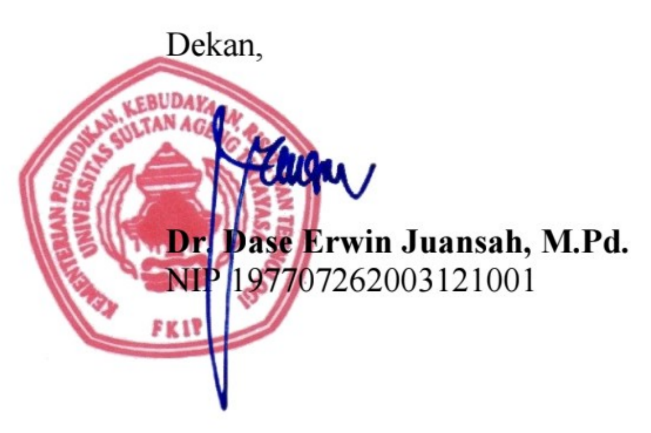 Dekan,
KEMENTERIAN PENDIDIKAN, KEBUDAYAAN, RISET, DAN TEKNOLOGI
UNIVERSITAS SULTAN AGENG TIRTAYASA
Dr. Dase Erwin Juansah, M.Pd.
NIP 197707262003121001
FKIP